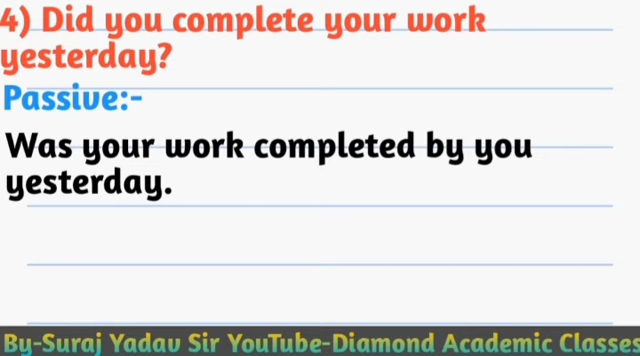 4) Did you complete your work
yesterday?
Passive:-
Was your work completed by you
yesterday.
By-Suraj Yadav Sir YouTube-Diamond Academic Classes